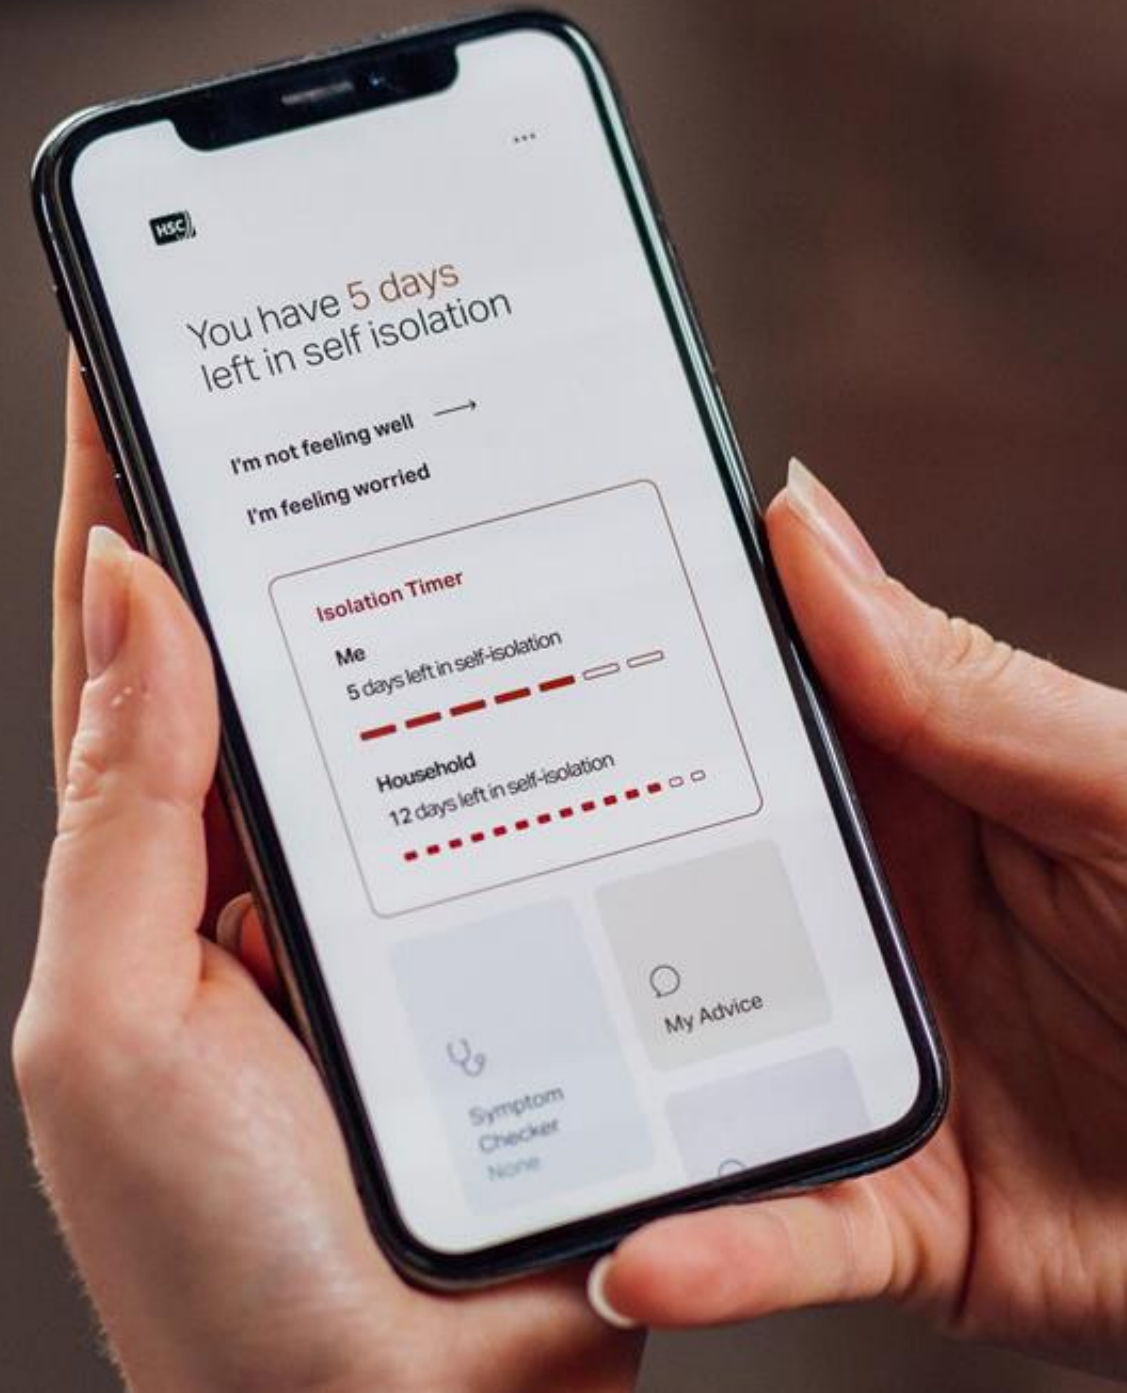 HSC
You have 5 days
left in self isolation
I'm not feeling well
I'm feeling worried
Isolation Timer
Me
5 days left in self-isolation
Household
12 days left in self-isolation
My Advice
Symptom
Checker
None